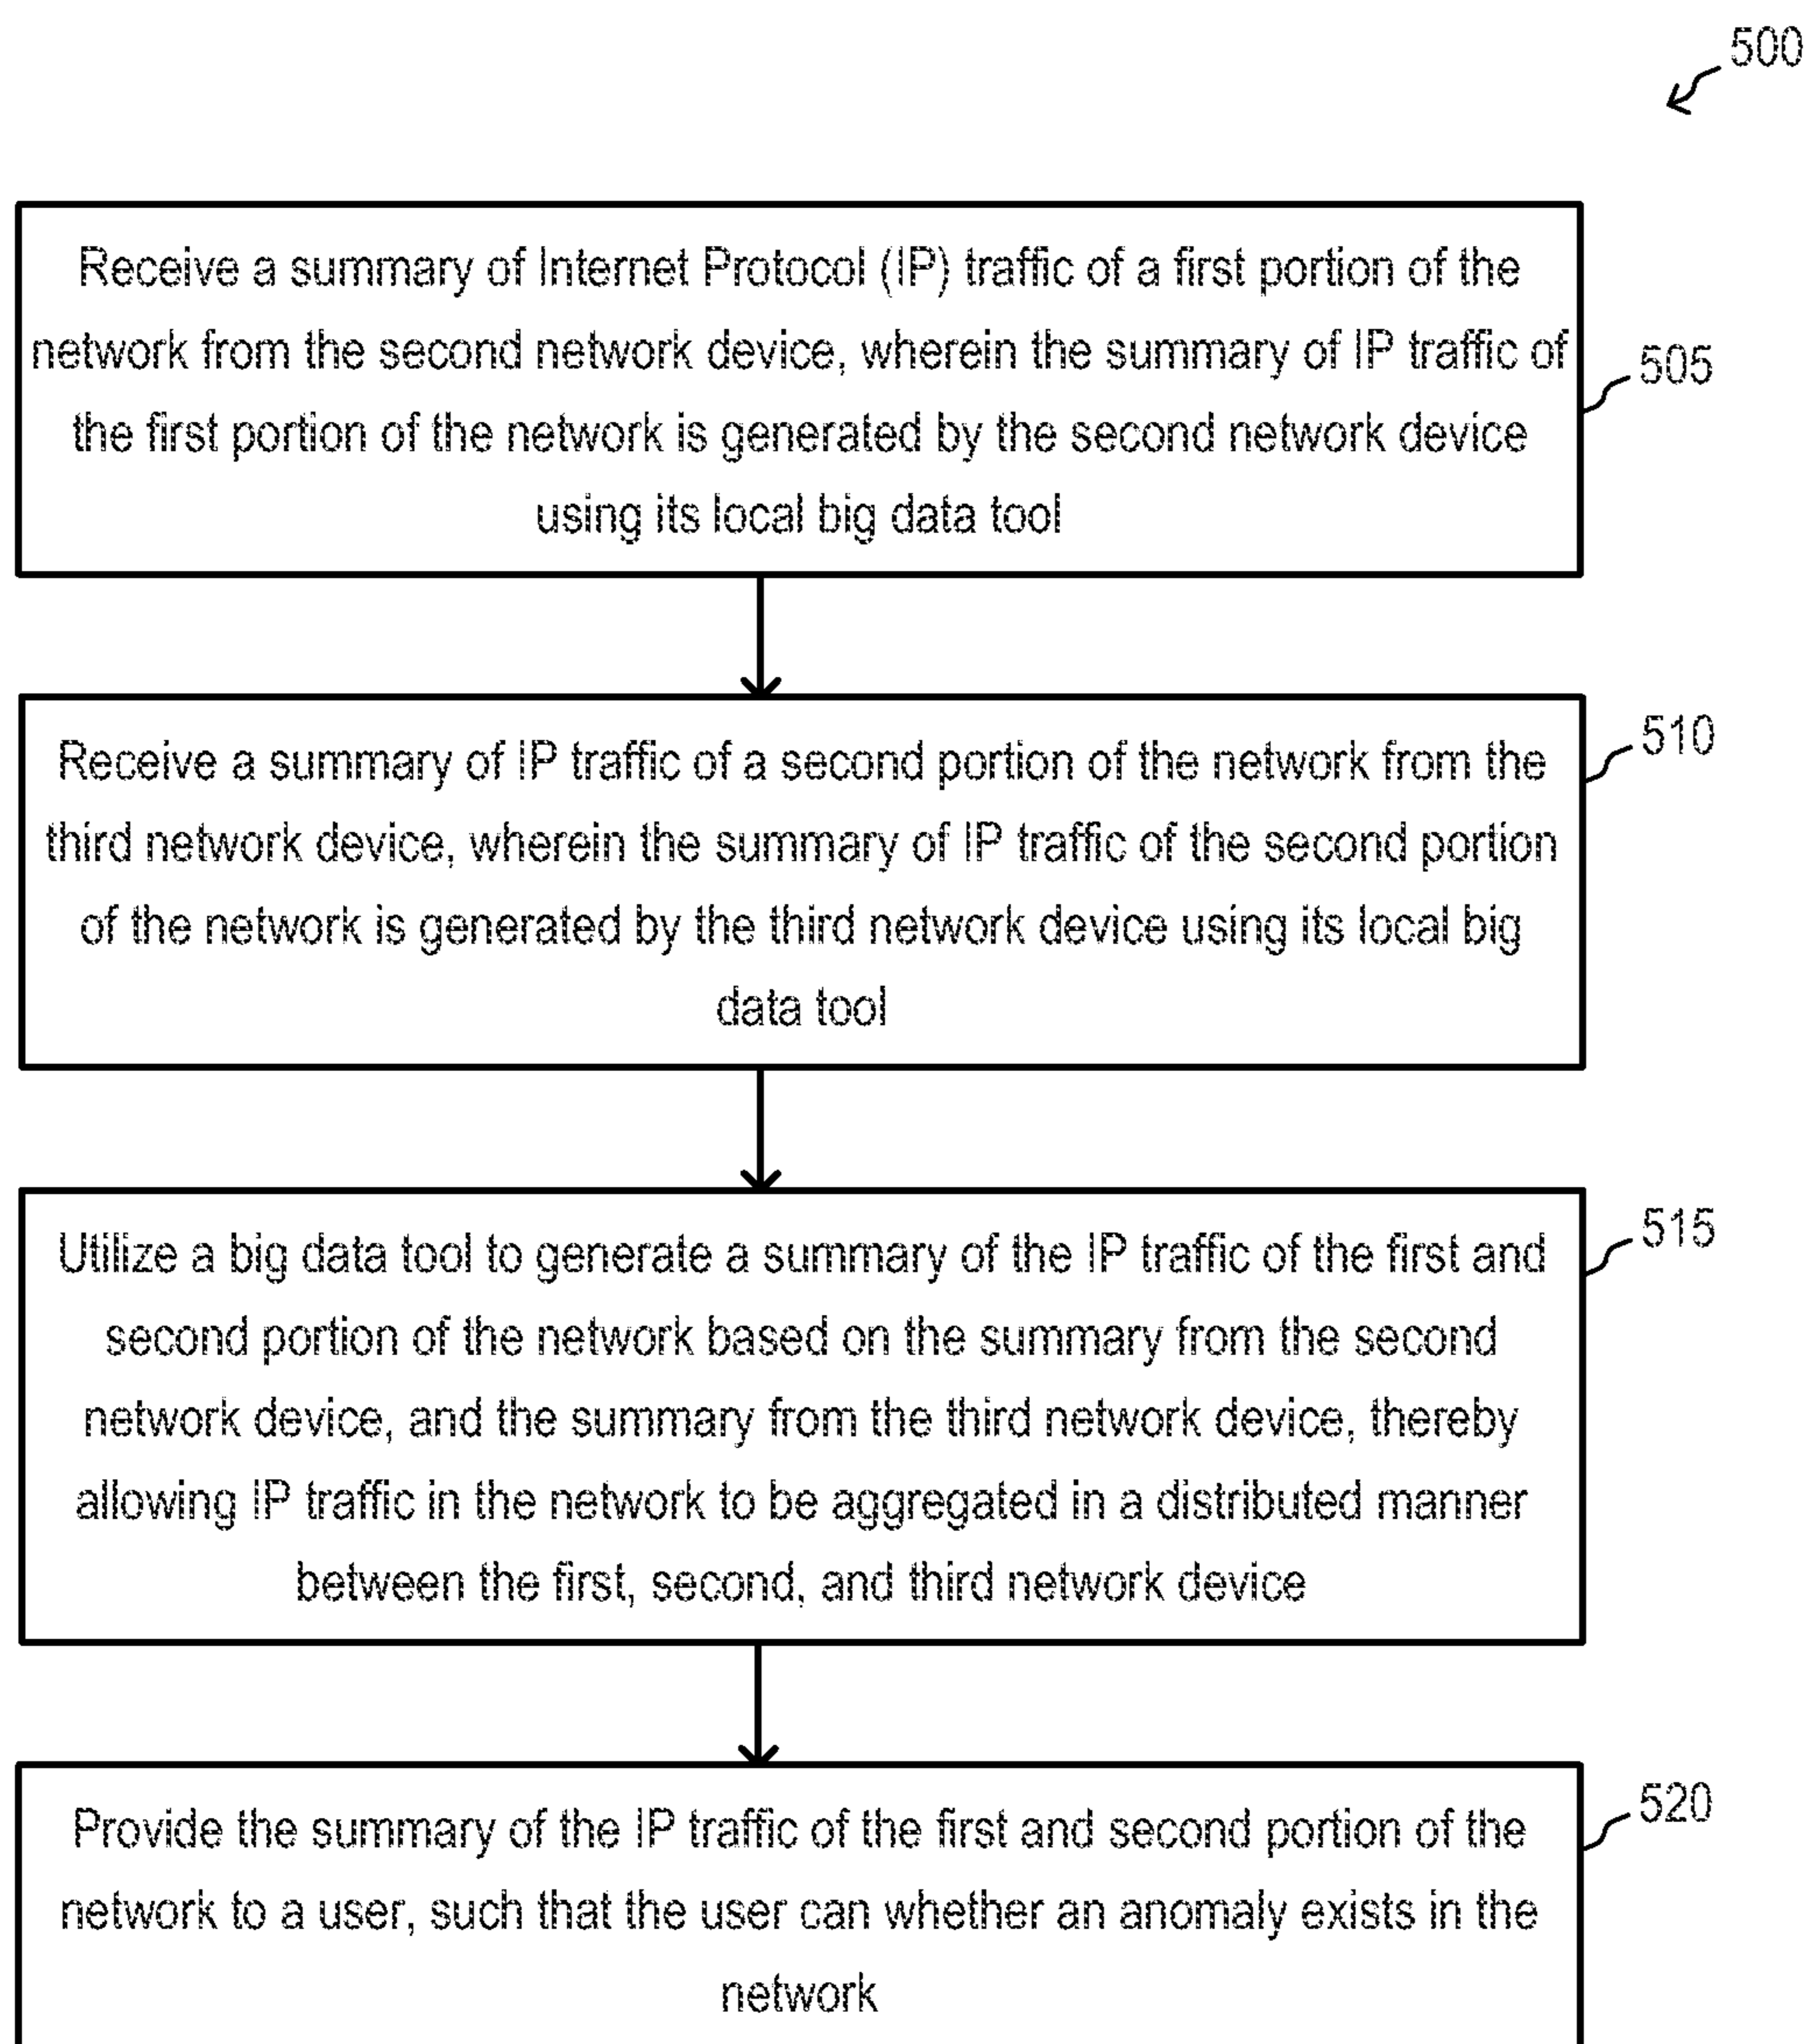 500
Receive a summary of Internet Protocol (IP) traffic of a first portion of the
network from the second network device, wherein the summary of IP traffic of
the first portion of the network is generated by the second network device
using its local big data tool
505
Receive a summary of IP traffic of a second portion of the network from the
third network device, wherein the summary of IP traffic of the second portion
of the network is generated by the third network device using its local big
data tool
510
Utilize a big data tool to generate a summary of the IP traffic of the first and
second portion of the network based on the summary from the second
network device, and the summary from the third network device, thereby
allowing IP traffic in the network to be aggregated in a distributed manner
between the first, second, and third network device
515
Provide the summary of the IP traffic of the first and second portion of the
network to a user, such that the user can whether an anomaly exists in the
network
520